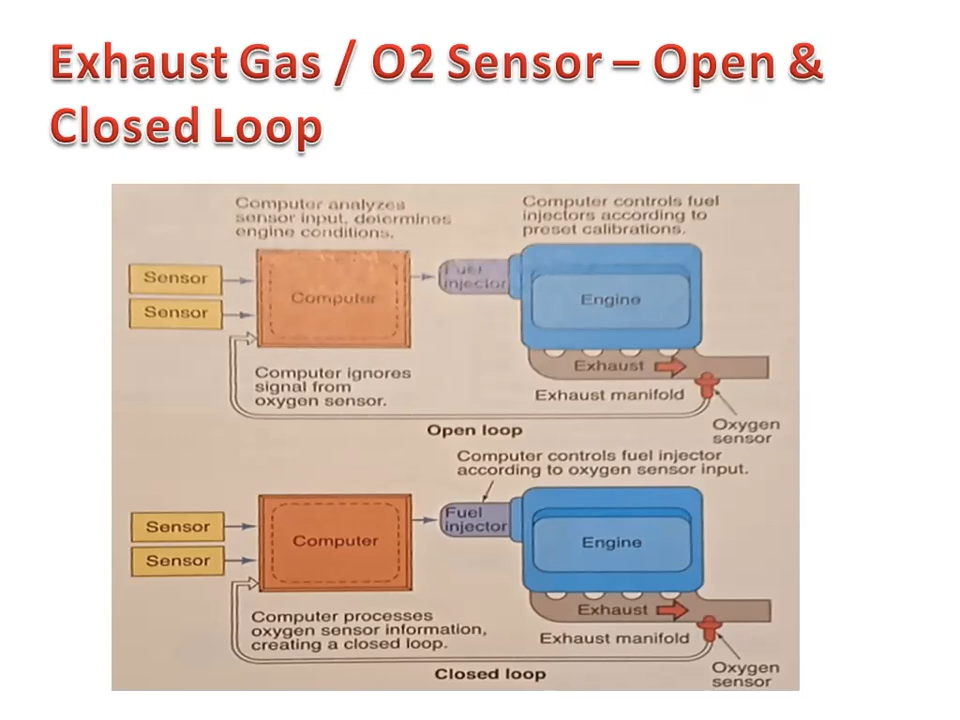 Exhaust Gas / O2 Sensor – Open &
Closed Loop
Computer analyzes
sensor input, determines
engine conditions.
Computer controls fuel
injectors according to
preset calibrations.
Sensor
Sensor
Computer
Fuel
injector
Engine
Exhaust
Computer ignores
signal from
oxygen sensor.
Exhaust manifold
Oxygen
sensor
Open loop
Computer controls fuel injector
according to oxygen sensor input.
Sensor
Sensor
Computer
Fuel
injector
Engine
Exhaust
Computer processes
oxygen sensor information,
creating a closed loop.
Exhaust manifold
Oxygen
sensor
Closed loop